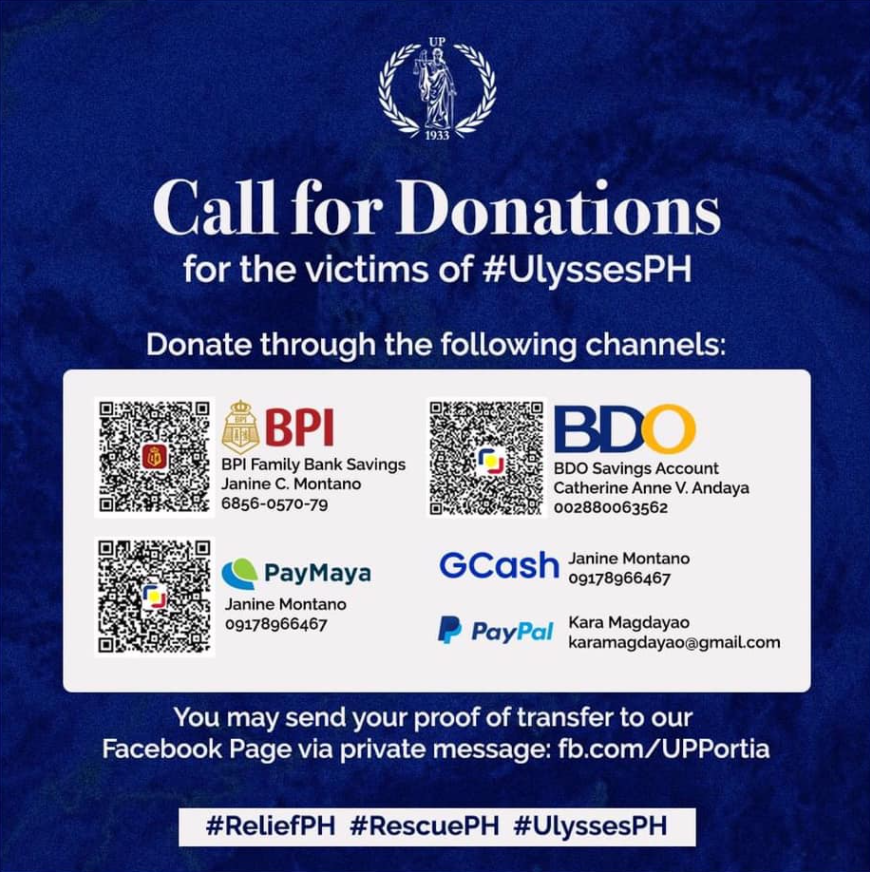 UP
1933
Call for Donations
for the victims of #UlyssesPH
Donate through the following channels:
BPI
BPI Family Bank Savings
Janine C. Montano
6856-0570-79
BDO
BDO Savings Account
Catherine Anne V. Andaya
002880063562
PayMaya
Janine Montano
09178966467
GCash
Janine Montano
09178966467
PayPal
Kara Magdayao
karamagdayao@gmail.com
You may send your proof of transfer to our
Facebook Page via private message: fb.com/UPPortia
#ReliefPH #RescuePH #UlyssesPH